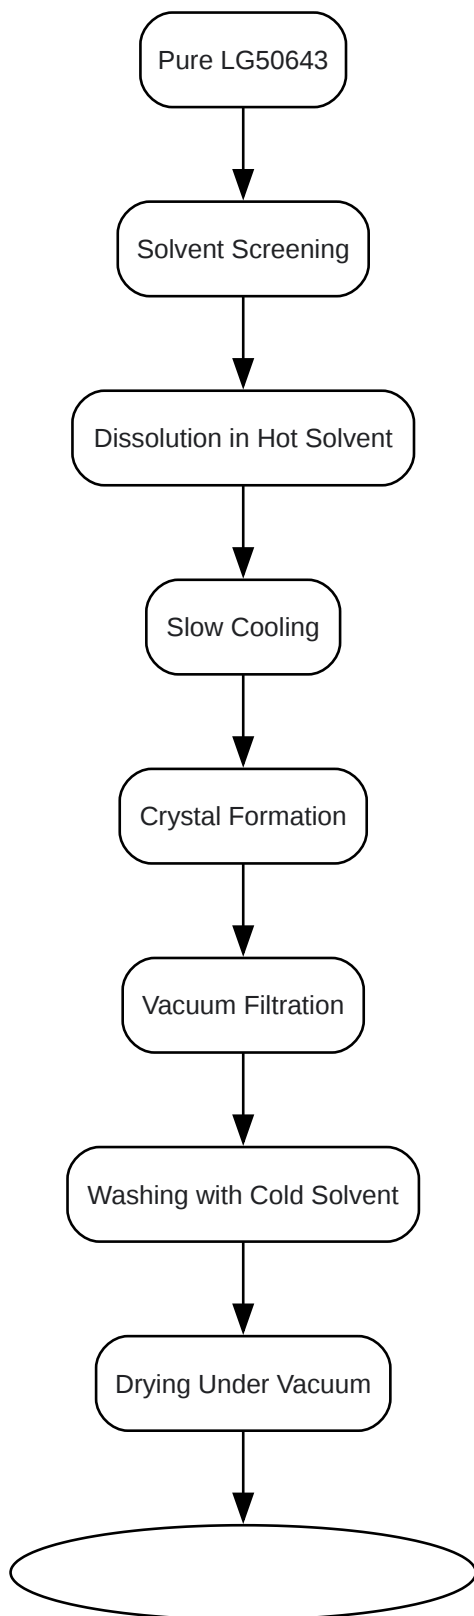 Pure LG50643
Solvent Screening
Dissolution in Hot Solvent
Slow Cooling
Crystal Formation
Vacuum Filtration
Washing with Cold Solvent
Drying Under Vacuum